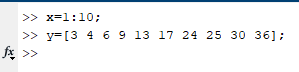 >> x=1:10;
>> y=[3 4 6 9 13 17 24 25 30 36];
fx >>